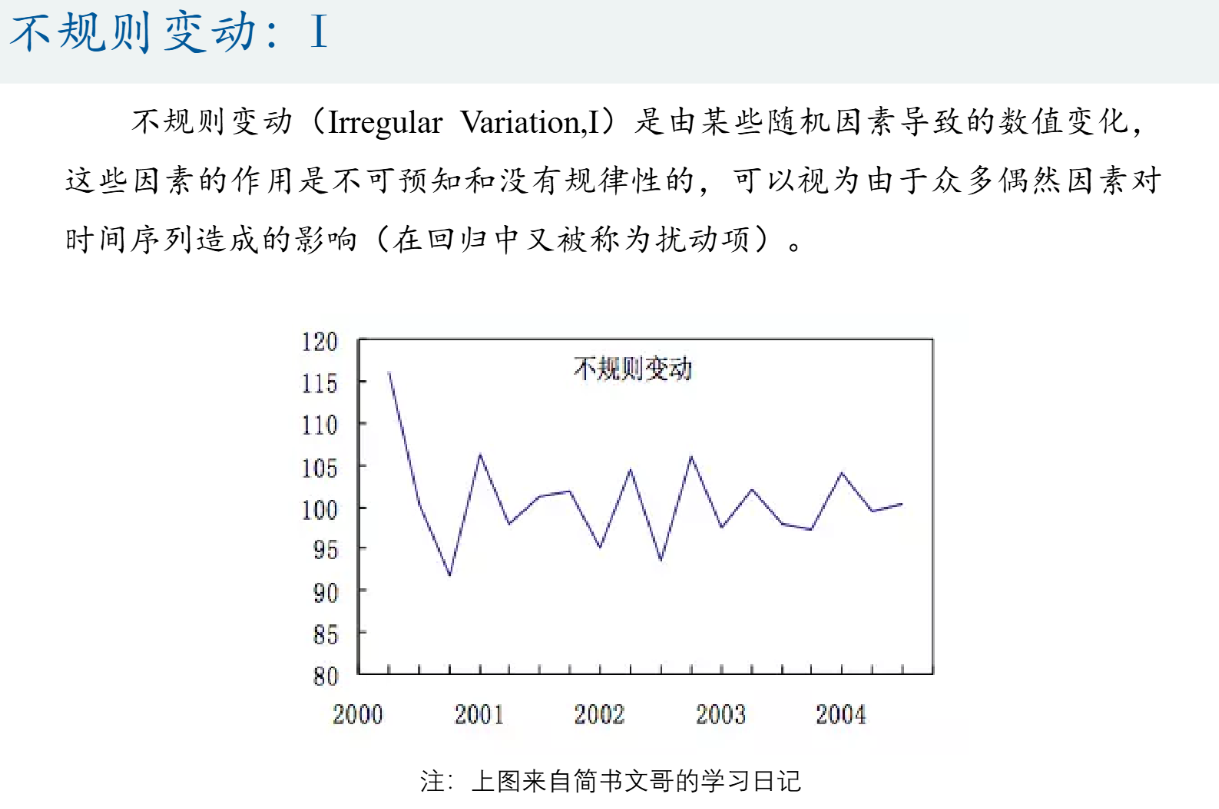 不规则变动：I
不规则变动（Irregular Variation,I）是由某些随机因素导致的数值变化，
这些因素的作用是不可预知和没有规律性的，可以视为由于众多偶然因素对
时间序列造成的影响（在回归中又被称为扰动项）。
不规则变动
120
115
110
105
100
95
90
85
80
2000 2001 2002 2003 2004
注：上图来自简书文哥的学习日记